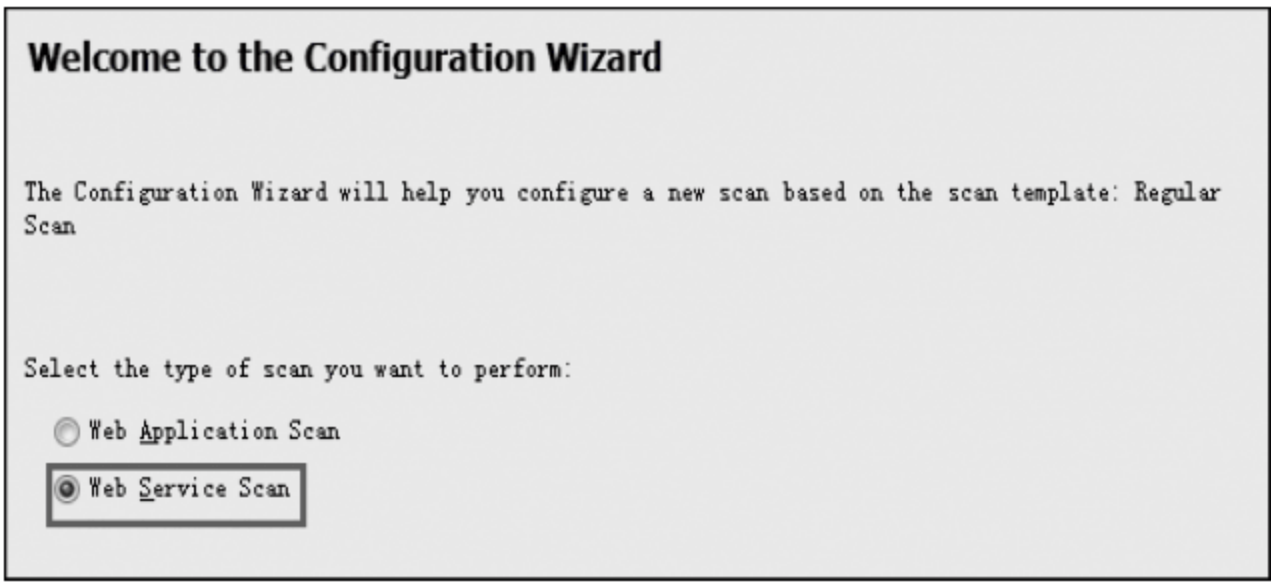 Welcome to the Configuration Wizard
The Configuration Wizard will help you configure a new scan based on the scan template: Regular
Scan
Select the type of scan you want to perform:
Web Application Scan
Web Service Scan